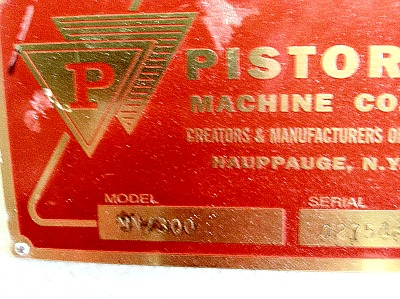 P
PISTOR
MACHINE CO
CREATORS & MANUFACTURERS O
HAUPPAUGE, N.Y
MODEL
SERIAL